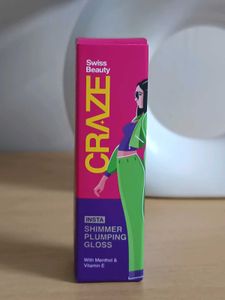 Swiss
Beauty
CRAZE
INSTA
SHIMMER
PLUMPING
GLOSS
With Menthol &
Vitamin E